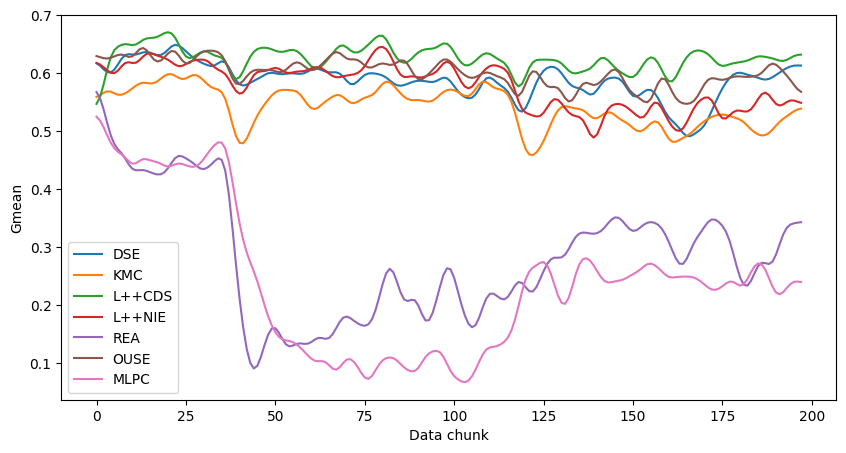 0.7
0.6
0.5
0.4
0.3
0.2
0.1
Gmean
DSE
KMC
L++CDS
L++NIE
REA
OUSE
MLPC
0 25 50 75 100 125 150 175 200
Data chunk